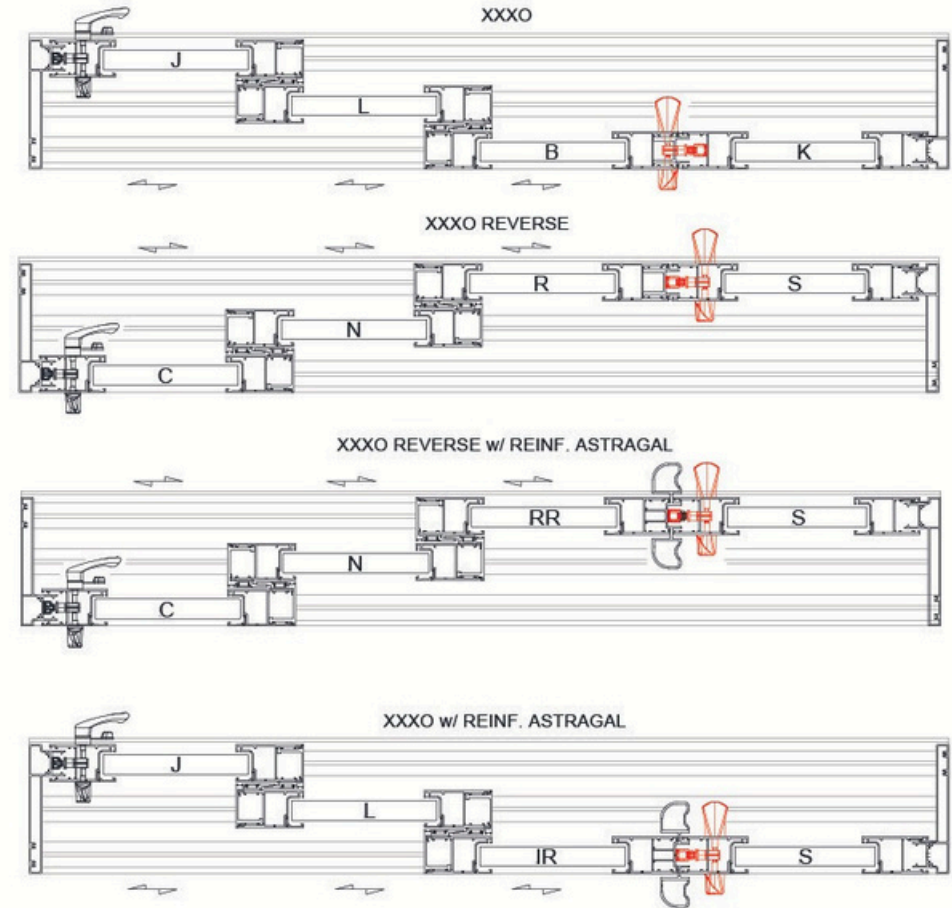 XXXO
J
L
B K
XXXO REVERSE
R S
N
C
XXXO REVERSE w/ REINF. ASTRAGAL
RR S
N
C
XXXO w/ REINF. ASTRAGAL
J
L
IR S